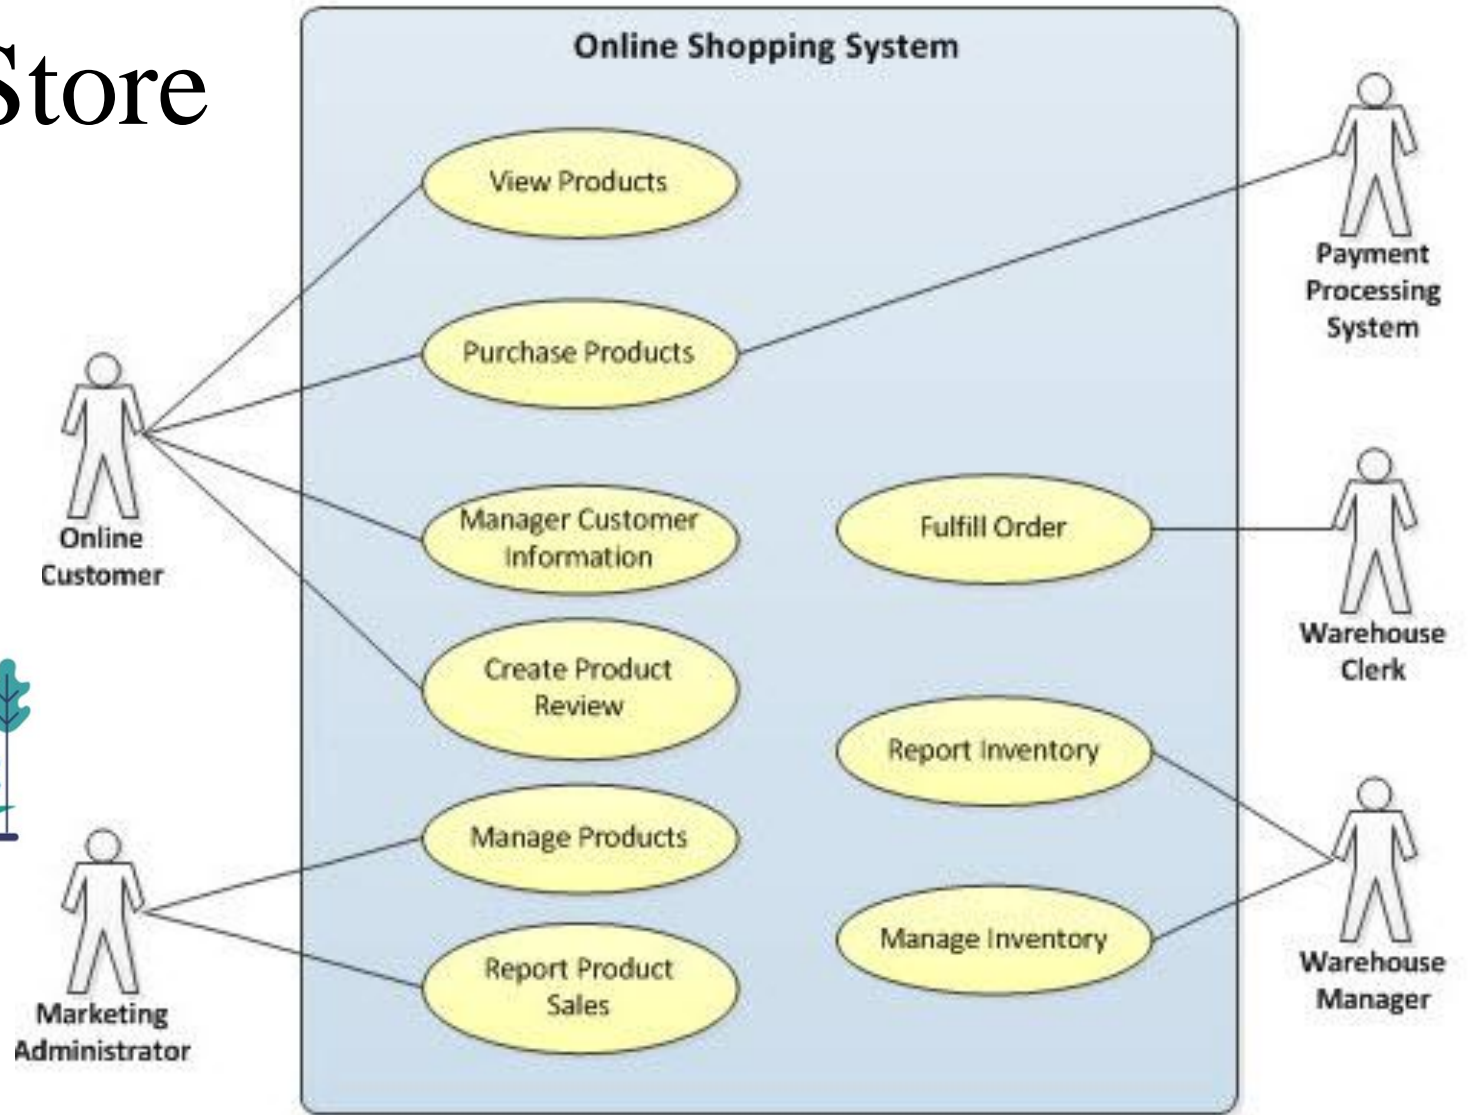 Store
Online Shopping System
View Products
Purchase Products
Manager Customer
Information
Create Product
Review
Manage Products
Report Product
Sales
Fulfill Order
Report Inventory
Manage Inventory
Online
Customer
Marketing
Administrator
Payment
Processing
System
Warehouse
Clerk
Warehouse
Manager